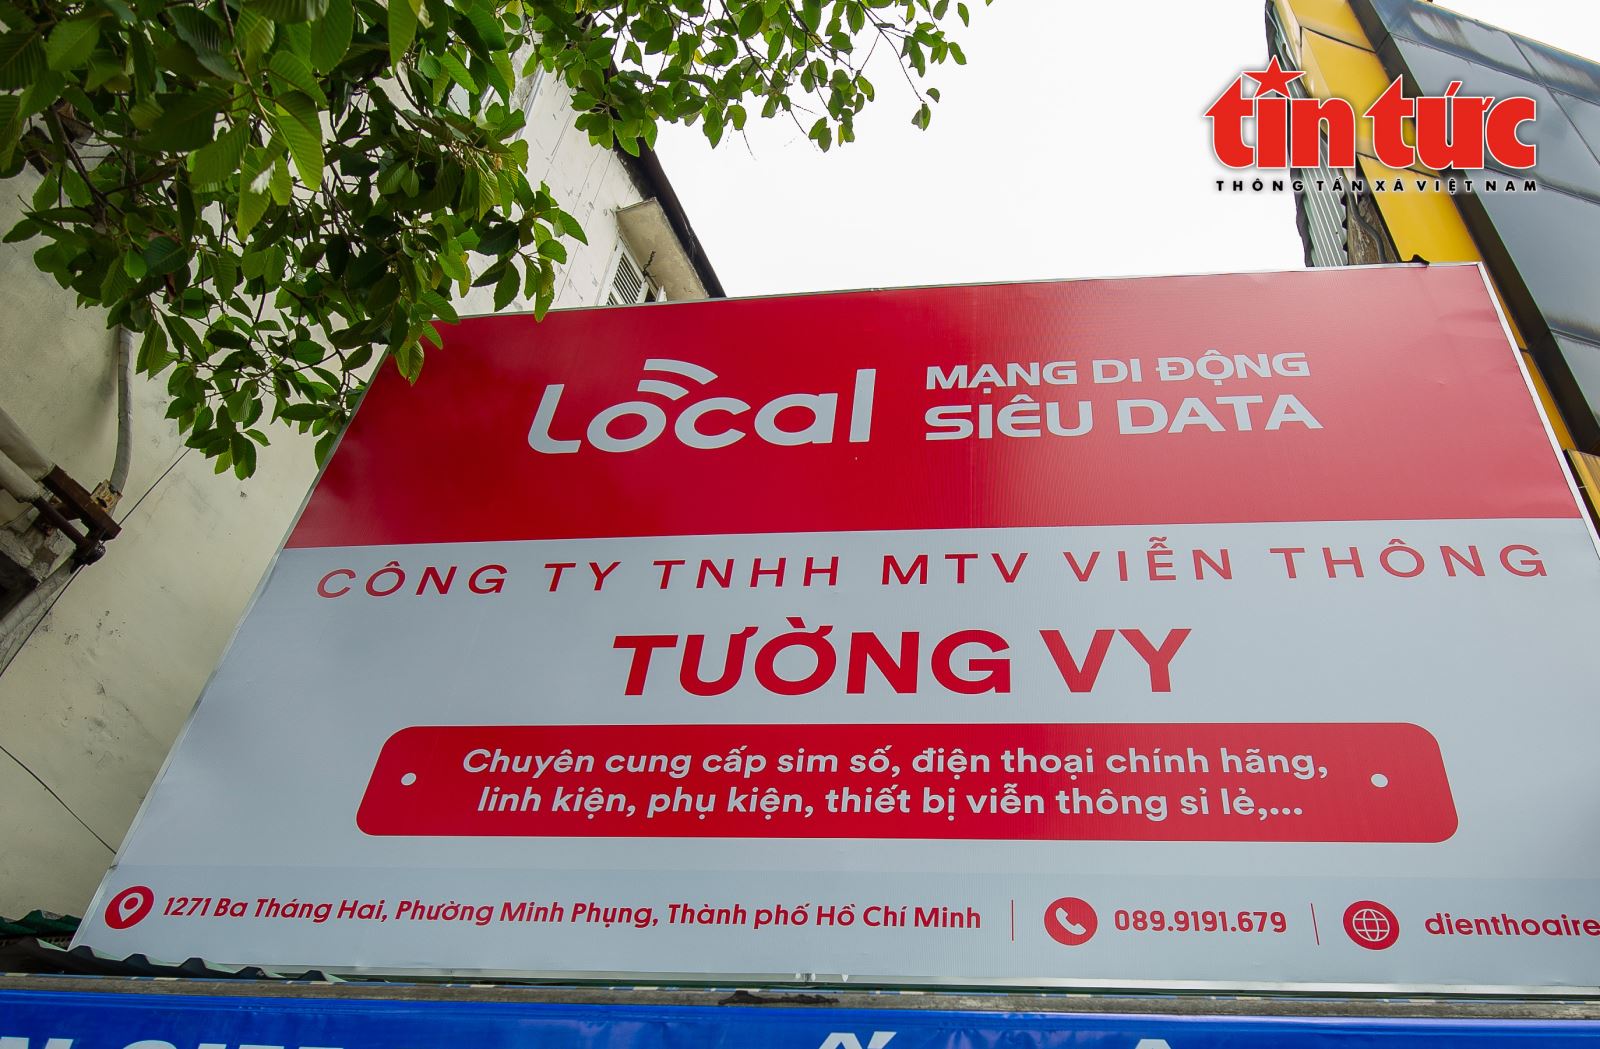 tin tức
THÔNG TẤN XÃ VIỆT NAM
Local MẠNG DI ĐỘNG
SIÊU DATA
CÔNG TY TNHH MTV VIỄN THÔNG
TƯỜNG VY
Chuyên cung cấp sim số, điện thoại chính hãng,
linh kiện, phụ kiện, thiết bị viễn thông sỉ lẻ,...
1271 Ba Tháng Hai, Phường Minh Phụng, Thành phố Hồ Chí Minh
089.9191.679
dienthoaire